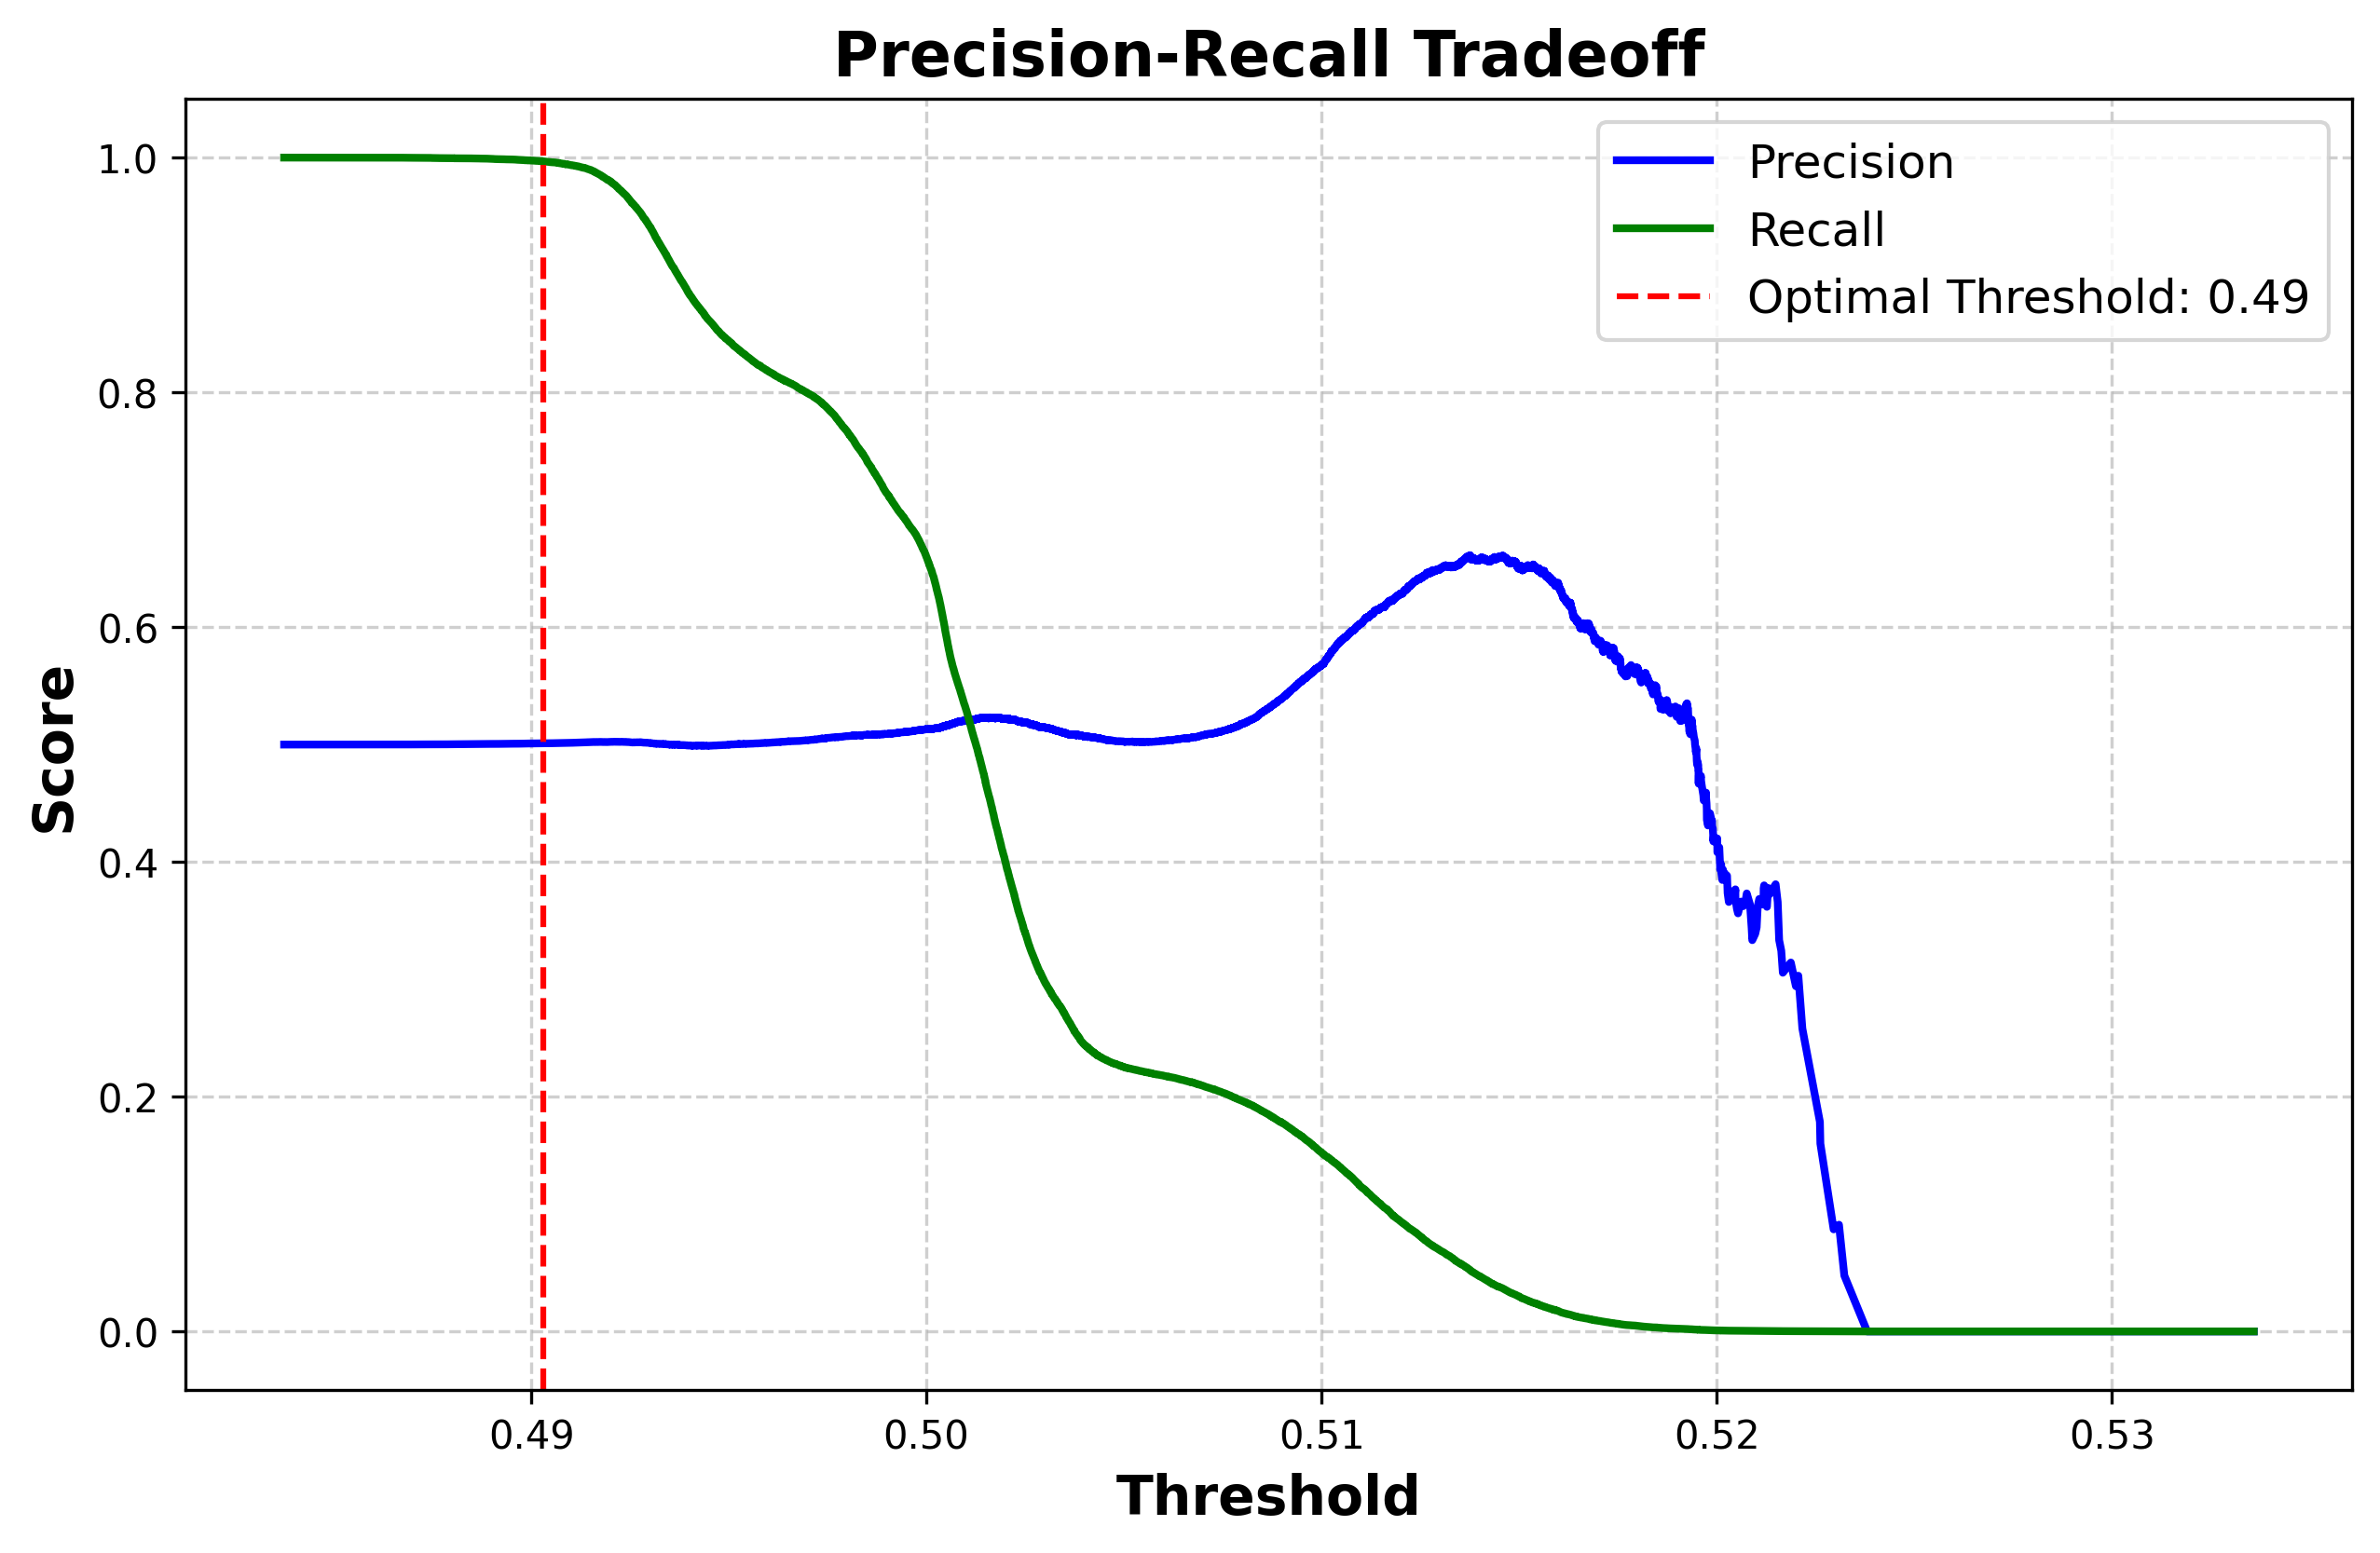 Precision-Recall Tradeoff
Precision
Recall
Optimal Threshold: 0.49
Score
1.0
0.8
0.6
0.4
0.2
0.0
0.49 0.50 0.51 0.52 0.53
Threshold